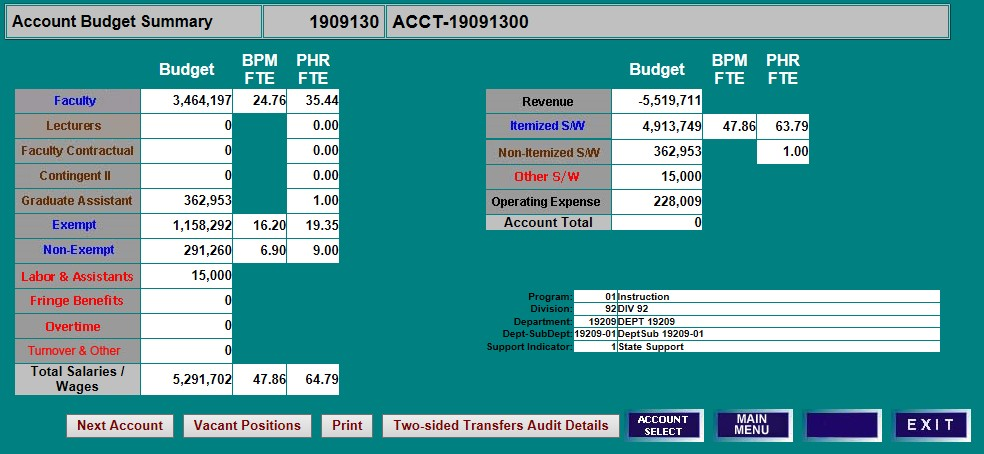 Account Budget Summary 1909130 ACCT-19091300
Budget BPM FTE PHR FTE
Faculty 3,464,197 24.76 35.44
Lecturers 0 0.00
Faculty Contractual 0 0.00
Contingent II 0 0.00
Graduate Assistant 362,953 1.00
Exempt 1,158,292 16.20 19.35
Non-Exempt 291,260 6.90 9.00
Labor & Assistants 15,000
Fringe Benefits 0
Overtime 0
Turnover & Other 0
Total Salaries / Wages 5,291,702 47.86 64.79
Budget BPM FTE PHR FTE
Revenue -5,519,711
Itemized S/W 4,913,749 47.86 63.79
Non-Itemized S/W 362,953 1.00
Other S/W 15,000
Operating Expense 228,009
Account Total 0
Program: 01 Instruction
Division: 92 DIV 92
Department: 19209 DEPT 19209
Dept-SubDept: 19209-01 DeptSub 19209-01
Support Indicator: 1 State Support
Next Account Vacant Positions Print Two-sided Transfers Audit Details ACCOUNT SELECT MAIN MENU EXIT